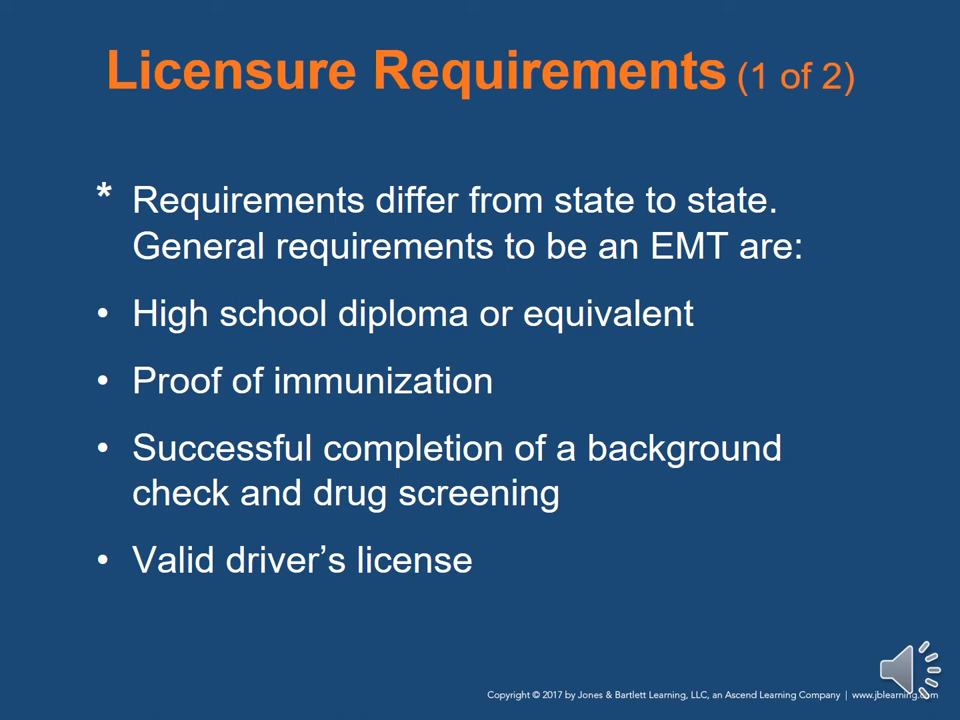 Licensure Requirements (1 of 2)
* Requirements differ from state to state.
General requirements to be an EMT are:
• High school diploma or equivalent
• Proof of immunization
• Successful completion of a background
check and drug screening
• Valid driver’s license
Copyright © 2017 by Jones & Bartlett Learning, LLC, an Ascend Learning Company | www.jblearning.com